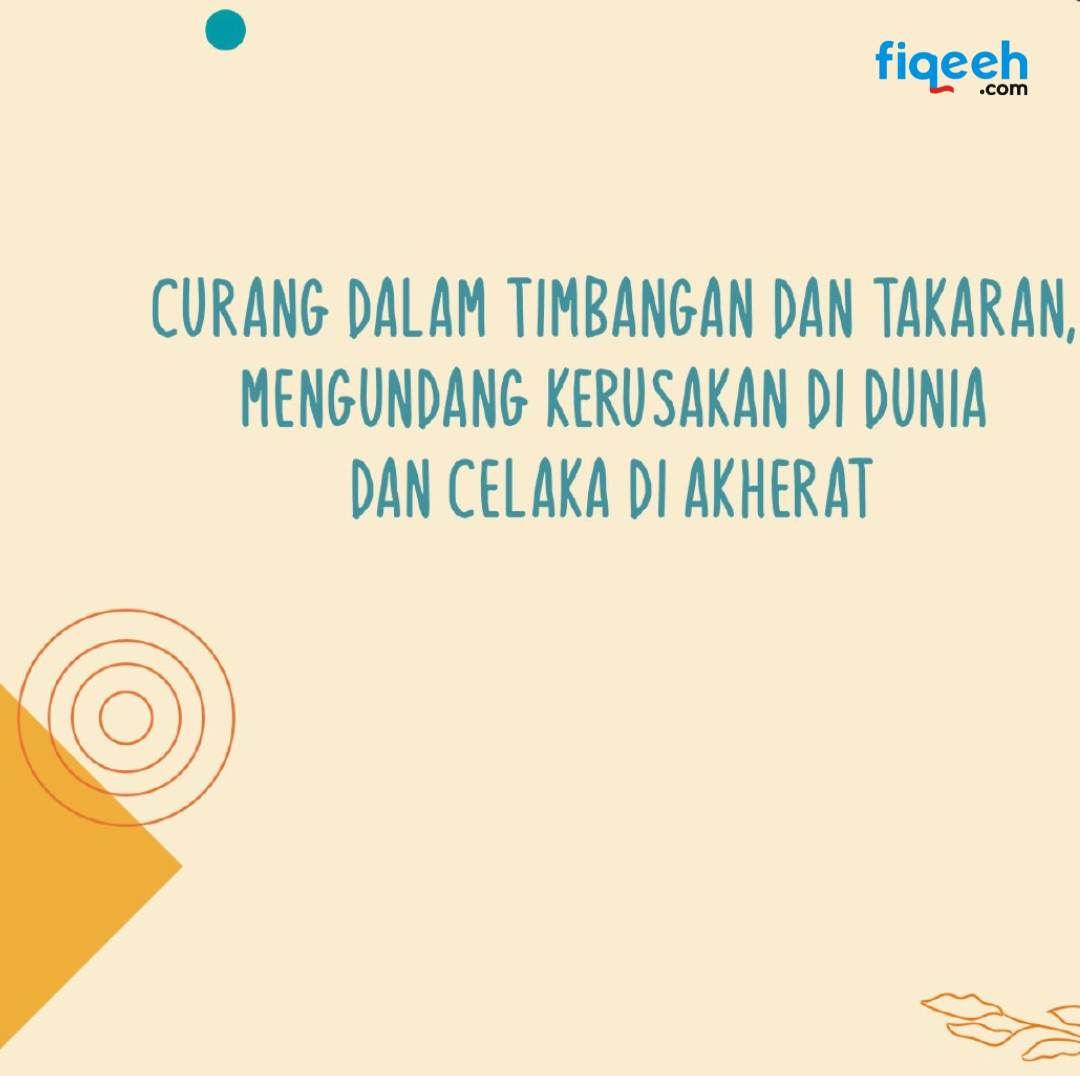 fiqeeh
.com
CURANG DALAM TIMBANGAN DAN TAKARAN,
MENGUNDANG KERUSAKAN DI DUNIA
DAN CELAKA DI AKHERAT